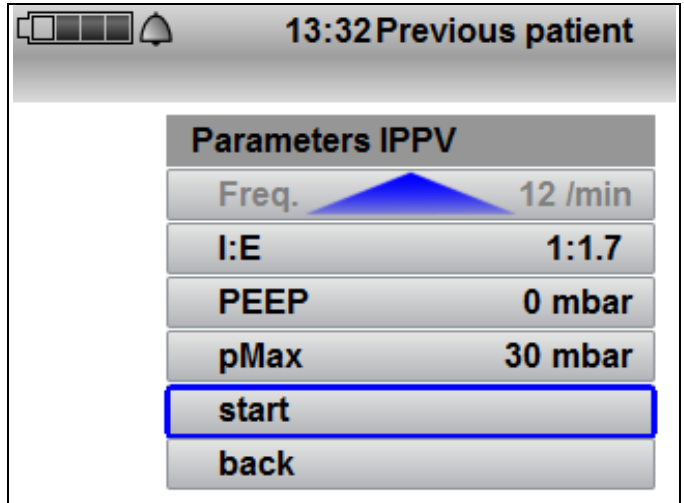 13:32 Previous patient
Parameters IPPV
Freq. 12 /min
I:E 1:1.7
PEEP 0 mbar
pMax 30 mbar
start
back